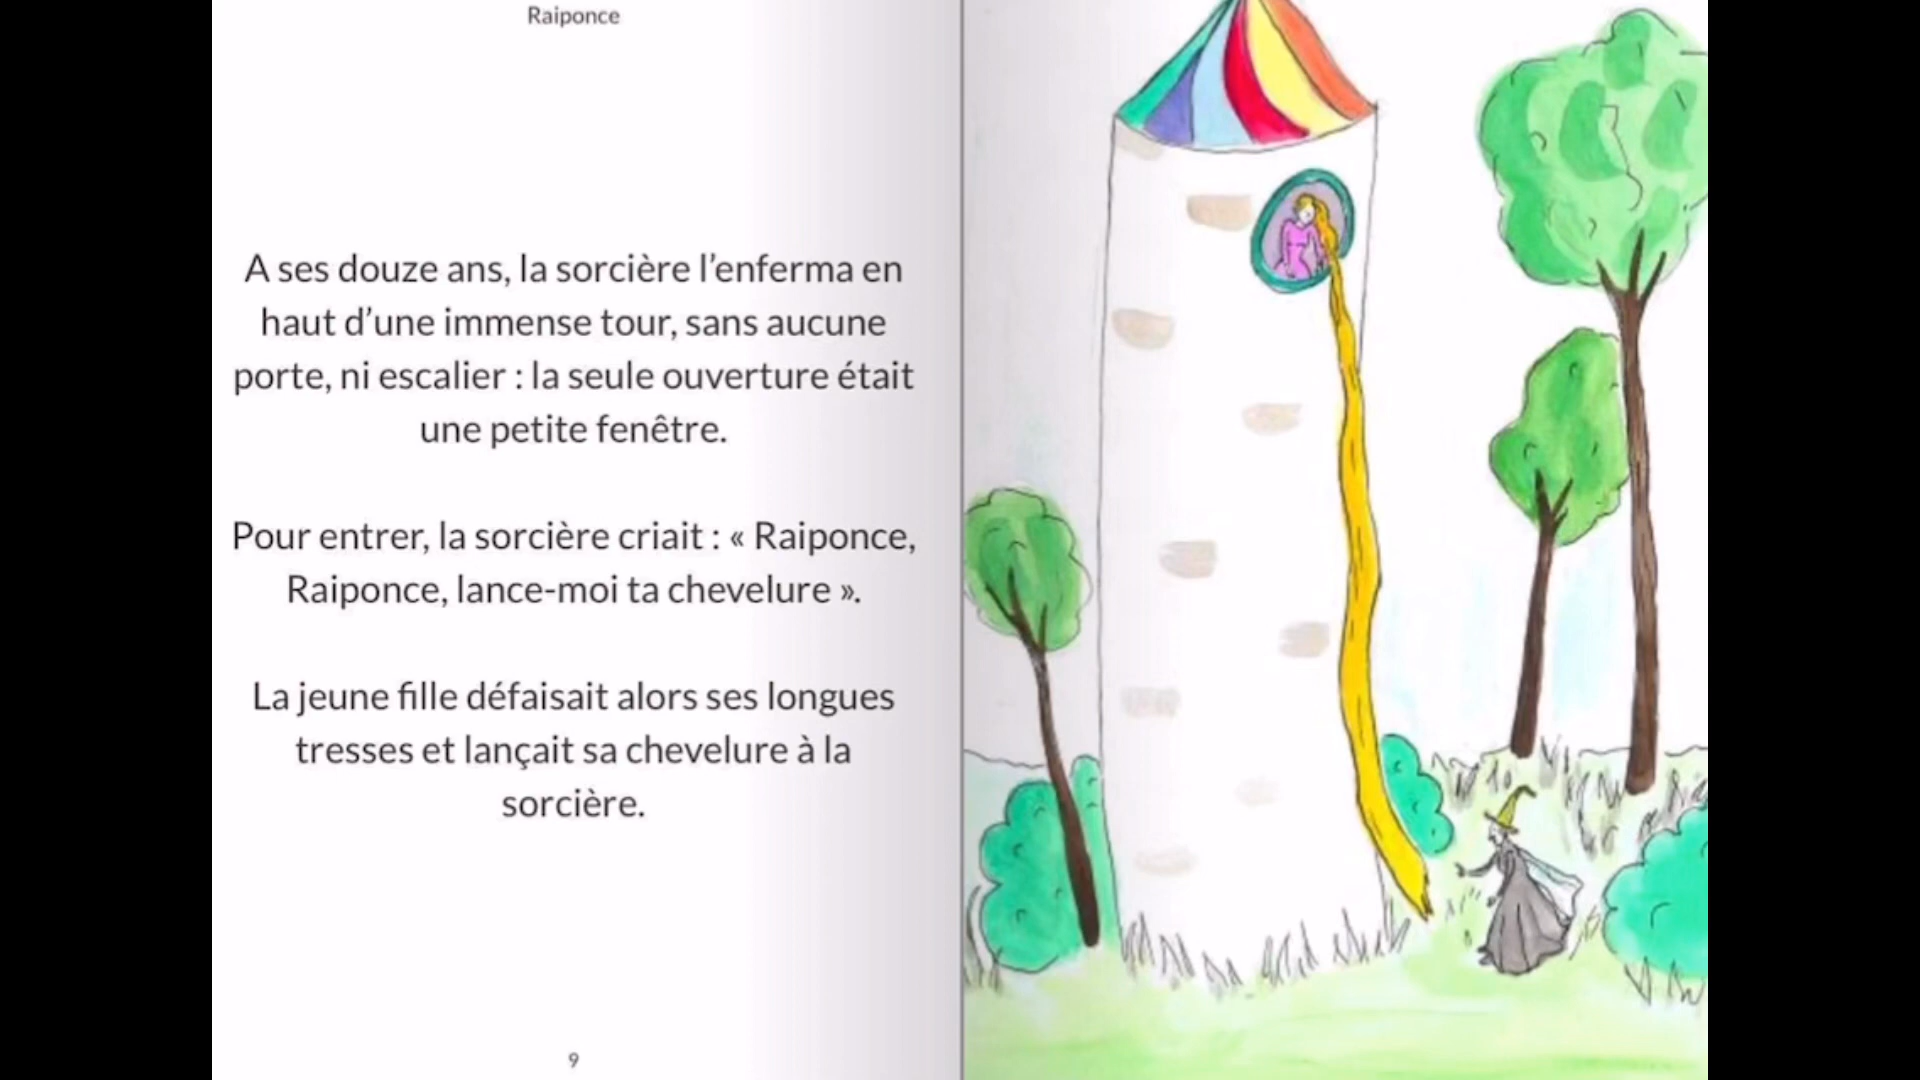 Raiponce
A ses douze ans, la sorcière l’enferma en
haut d’une immense tour, sans aucune
porte, ni escalier : la seule ouverture était
une petite fenêtre.
Pour entrer, la sorcière criait : « Raiponce,
Raiponce, lance-moi ta chevelure ».
La jeune fille défaisait alors ses longues
tresses et lançait sa chevelure à la
sorcière.
9